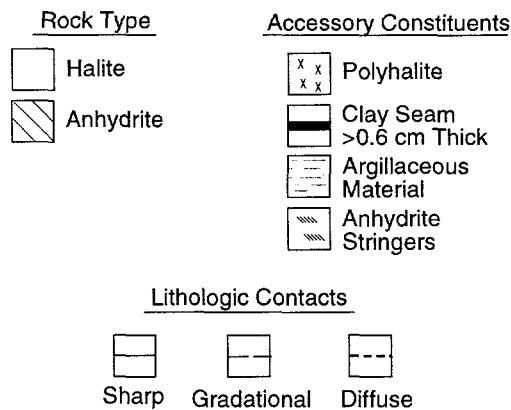 Rock Type
Halite
Anhydrite
Accessory Constituents
Polyhalite
Clay Seam
>0.6 cm Thick
Argillaceous
Material
Anhydrite
Stringers
Lithologic Contacts
Sharp
Gradational
Diffuse